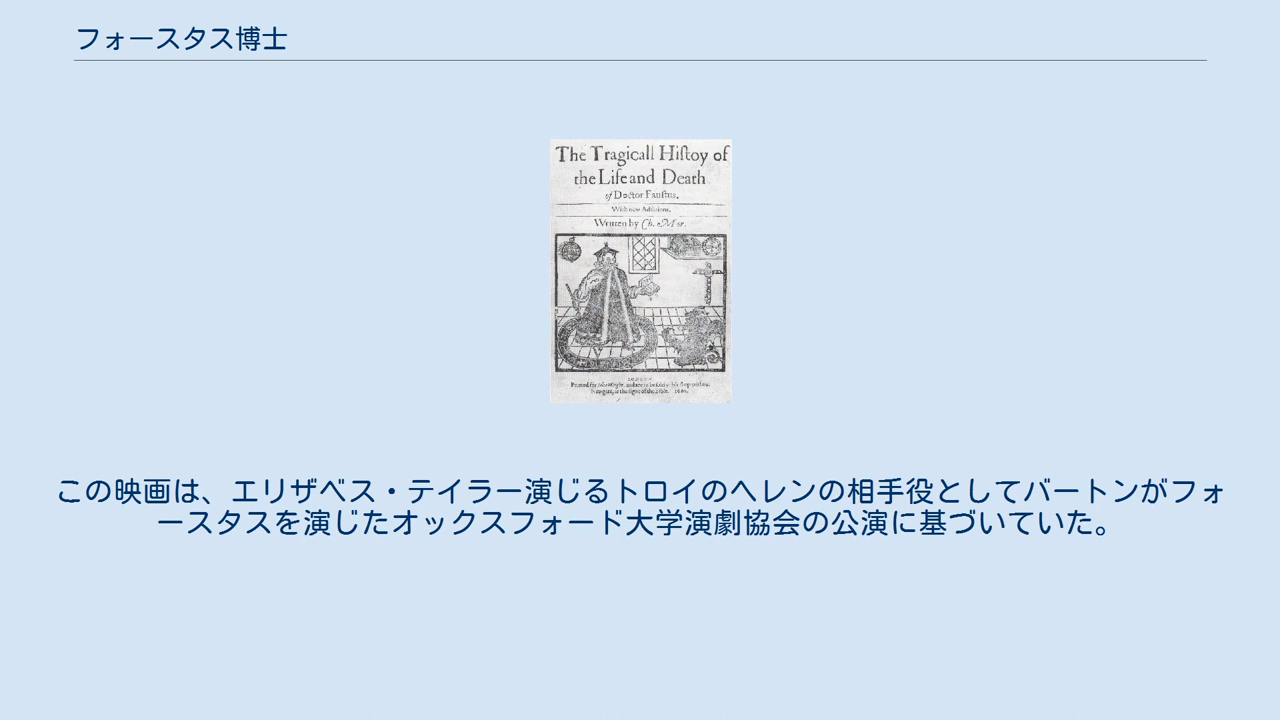 フォースタス博士
The Tragicall Hiſtoy of
the Life and Death
of Doctor Fauſtus.
With new Additions.
Written by Ch. Mar.
この映画は、エリザベス・テイラー演じるトロイのヘレンの相手役としてバートンがフォ
ースタスを演じたオックスフォード大学演劇協会の公演に基づいていた。